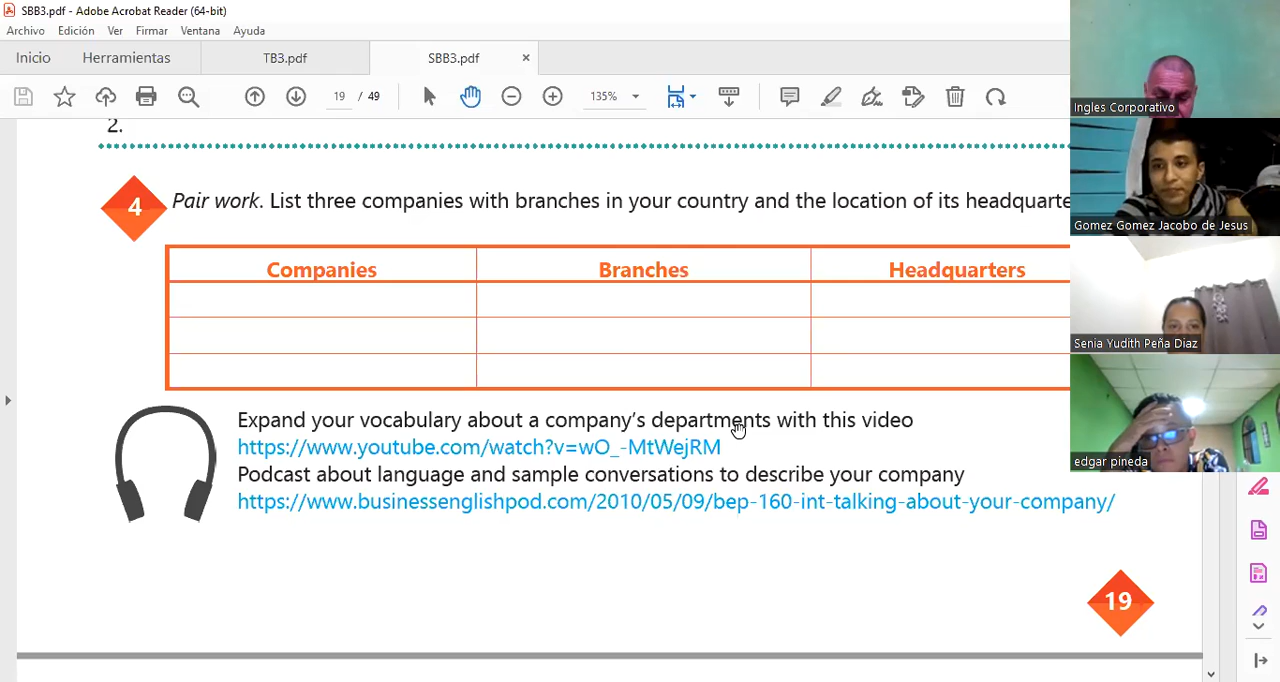 SBB3.pdf - Adobe Acrobat Reader (64-bit)
Archivo Edición Ver Firmar Ventana Ayuda
Inicio Herramientas TB3.pdf SBB3.pdf ×
19 / 49 135%
2.
4 Pair work. List three companies with branches in your country and the location of its headquarte
Companies Branches Headquarters
Expand your vocabulary about a company's departments with this video
https://www.youtube.com/watch?v=wO_-MtWejRM
Podcast about language and sample conversations to describe your company
https://www.businessenglishpod.com/2010/05/09/bep-160-int-talking-about-your-company/
19
Ingles Corporativo
Gomez Gomez Jacobo de Jesus
Senia Yudith Peña Diaz
edgar pineda